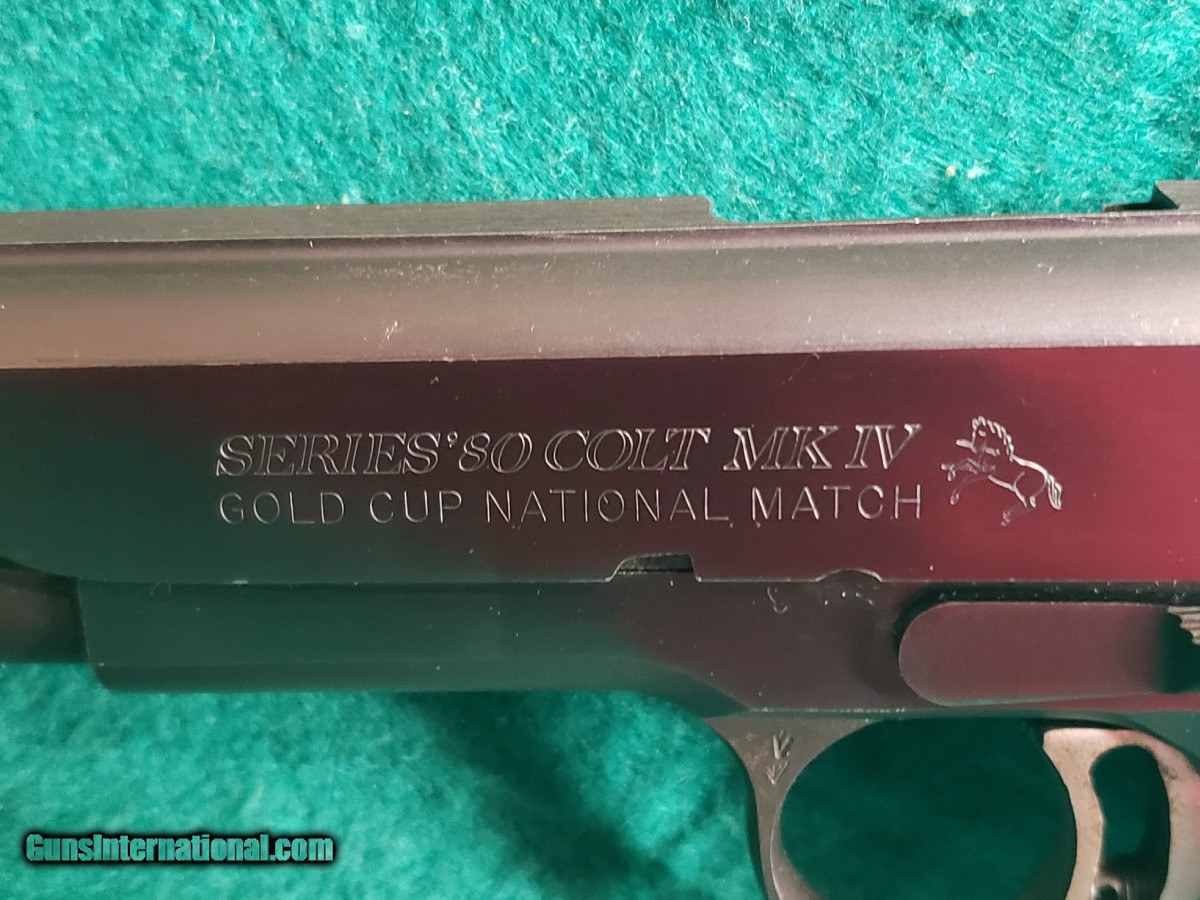 SERIES'80 COLT MK IV
GOLD CUP NATIONAL MATCH
GunsInternational.com